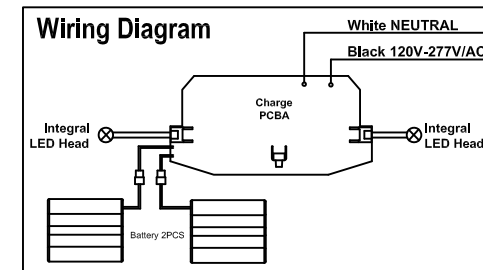 Wiring Diagram
White NEUTRAL
Black 120V-277V/AC
Charge
PCBA
Integral
LED Head
Integral
LED Head
Battery 2PCS